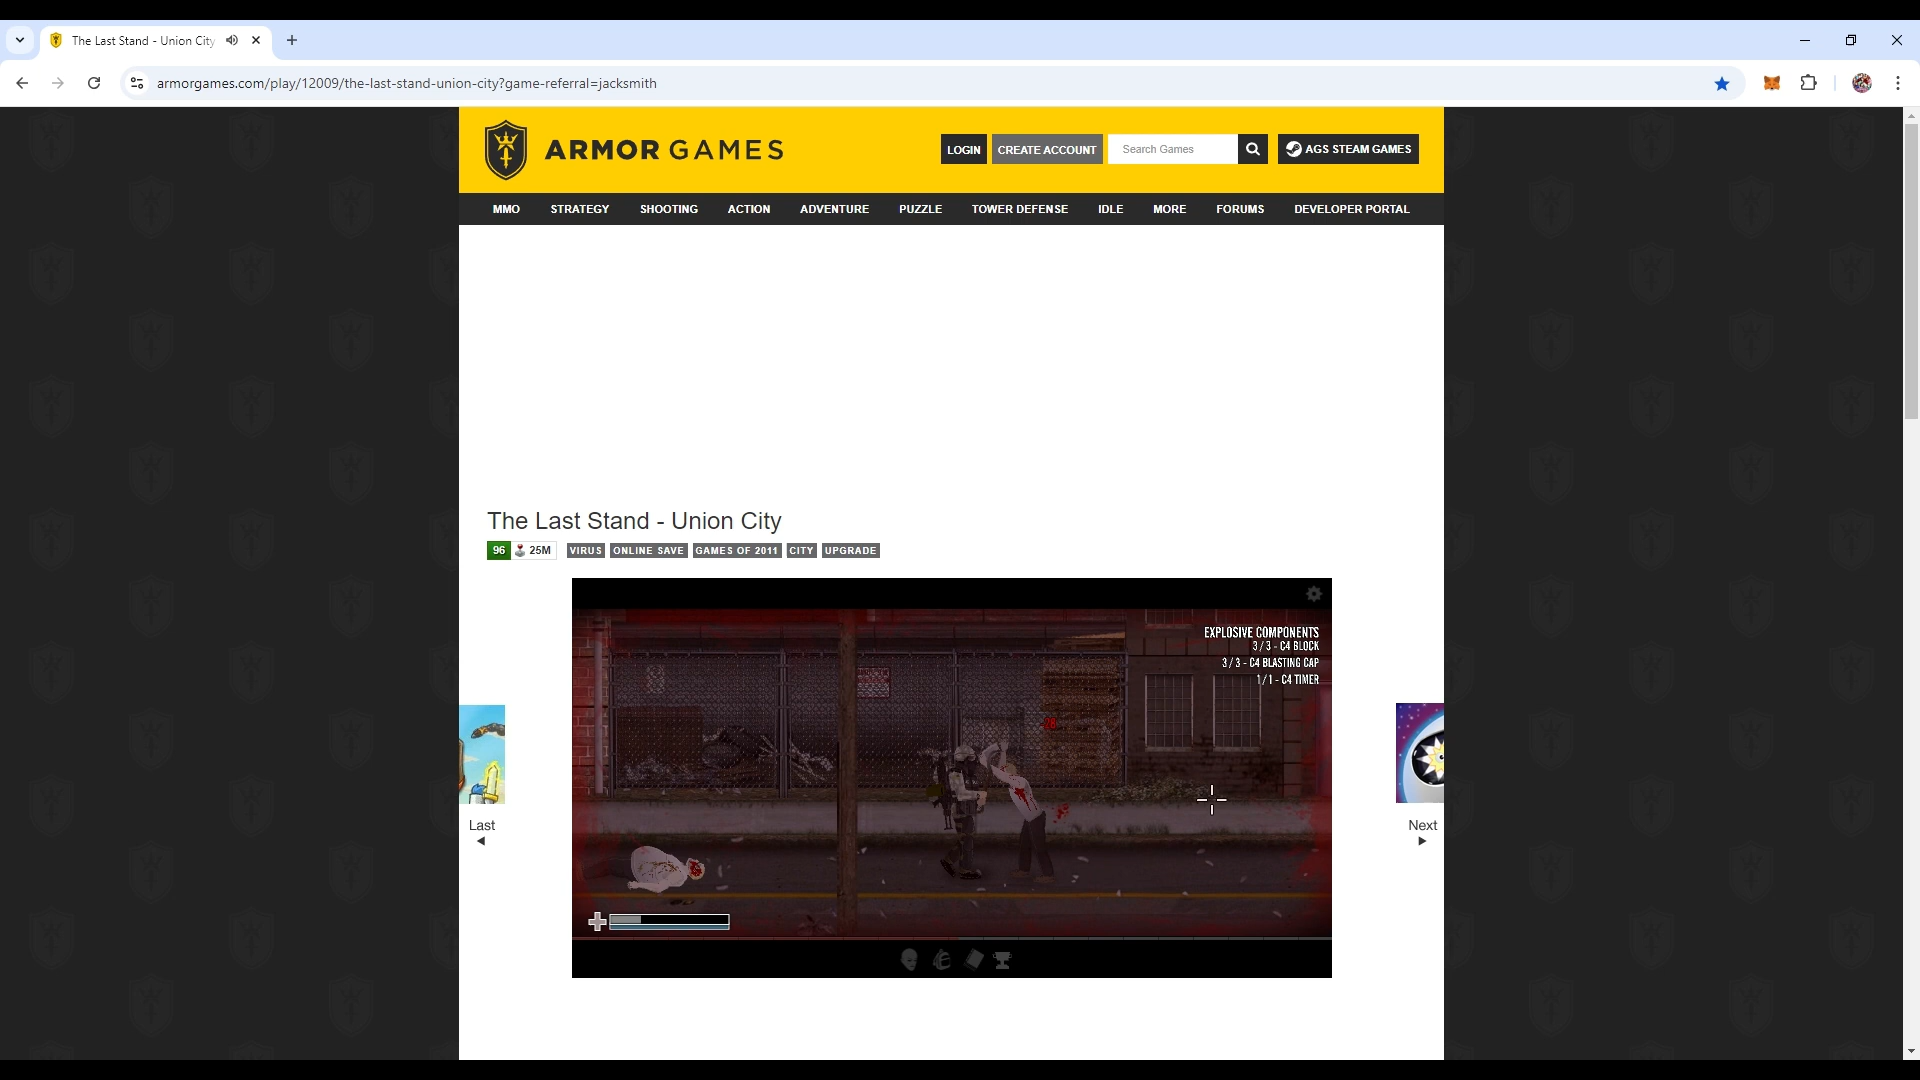 The Last Stand - Union City
armorgames.com/play/12009/the-last-stand-union-city?game-referral=jacksmith
ARMOR GAMES
LOGIN
CREATE ACCOUNT
Search Games
AGS STEAM GAMES
MMO
STRATEGY
SHOOTING
ACTION
ADVENTURE
PUZZLE
TOWER DEFENSE
IDLE
MORE
FORUMS
DEVELOPER PORTAL
The Last Stand - Union City
96
25M
VIRUS
ONLINE SAVE
GAMES OF 2011
CITY
UPGRADE
EXPLOSIVE COMPONENTS
3 / 3 - C4 BLOCK
3 / 3 - C4 BLASTING CAP
1 / 1 - C4 TIMER
Last
Next